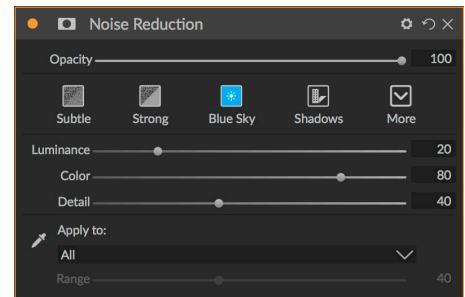 Noise Reduction
Opacity 100
Subtle Strong Blue Sky Shadows More
Luminance 20
Color 80
Detail 40
Apply to:
All
Range 40